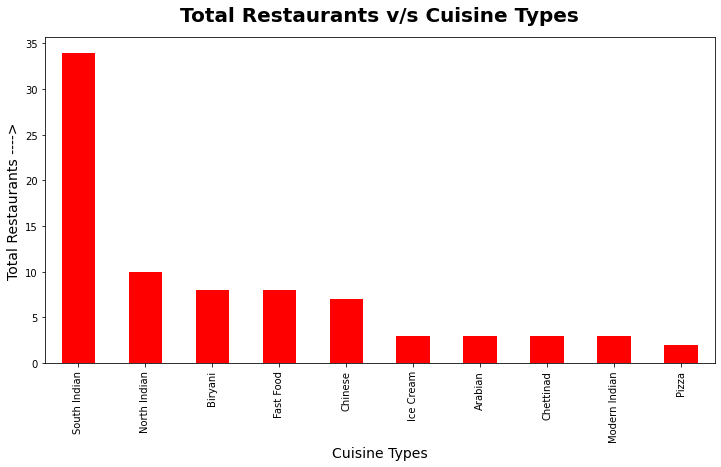 Total Restaurants v/s Cuisine Types
Total Restaurants ---->
35
30
25
20
15
10
5
0
South Indian
North Indian
Biryani
Fast Food
Chinese
Ice Cream
Arabian
Chettinad
Modern Indian
Pizza
Cuisine Types